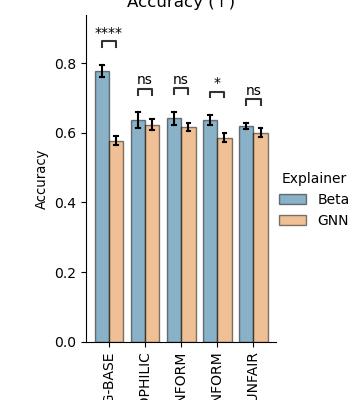 Accuracy (↑)
****
ns
ns
*
ns
0.8
0.6
0.4
0.2
0.0
Accuracy
Explainer
Beta
GNN
G-BASE
OPHILIC
NFORM
NFORM
UNFAIR